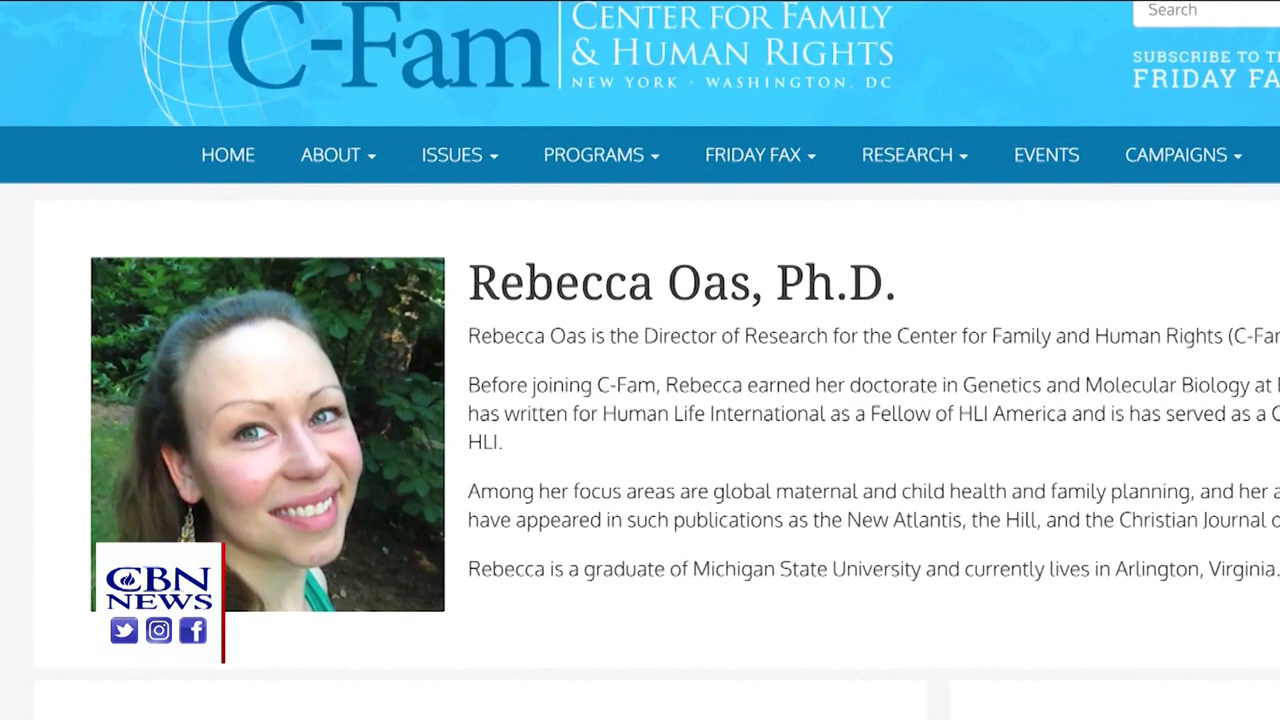 C-Fam
CENTER FOR FAMILY
& HUMAN RIGHTS
NEW YORK · WASHINGTON, DC
Search
SUBSCRIBE TO
FRIDAY
HOME ABOUT ISSUES PROGRAMS FRIDAY FAX RESEARCH EVENTS CAMPAIGNS
Rebecca Oas, Ph.D.
Rebecca Oas is the Director of Research for the Center for Family and Human Rights
Before joining C-Fam, Rebecca earned her doctorate in Genetics and Molecular Biology at
has written for Human Life International as a Fellow of HLI America and is has served as a
HLI.
Among her focus areas are global maternal and child health and family planning, and her
have appeared in such publications as the New Atlantis, the Hill, and the Christian Journal
Rebecca is a graduate of Michigan State University and currently lives in Arlington, Virginia.
CBN
NEWS